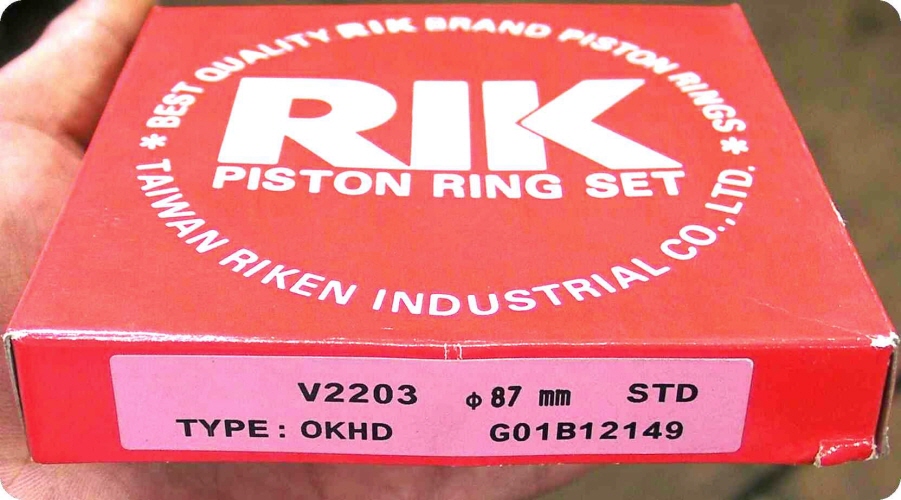 * BEST QUALITY RIK BRAND PISTON RINGS *
RIK
PISTON RING SET
TAIWAN RIKEN INDUSTRIAL CO.,LTD.
V2203 φ87 mm STD
TYPE: OKHD G01B12149